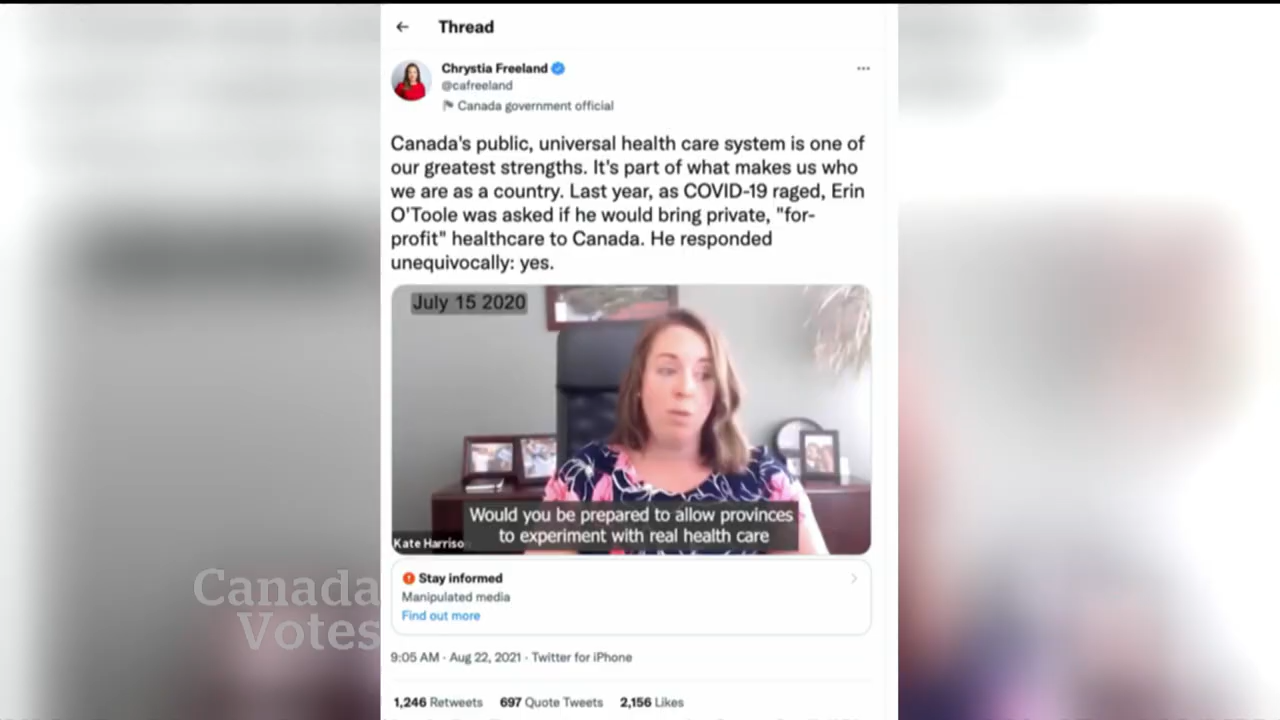 Thread
Chrystia Freeland
@cafreeland
Canada government official
Canada's public, universal health care system is one of
our greatest strengths. It's part of what makes us who
we are as a country. Last year, as COVID-19 raged, Erin
O'Toole was asked if he would bring private, "for-
profit" healthcare to Canada. He responded
unequivocally: yes.
July 15 2020
Would you be prepared to allow provinces
to experiment with real health care
Kate Harriso
Stay informed
Manipulated media
Find out more
Canada
Votes
9:05 AM · Aug 22, 2021 · Twitter for iPhone
1,246 Retweets 697 Quote Tweets 2,156 Likes